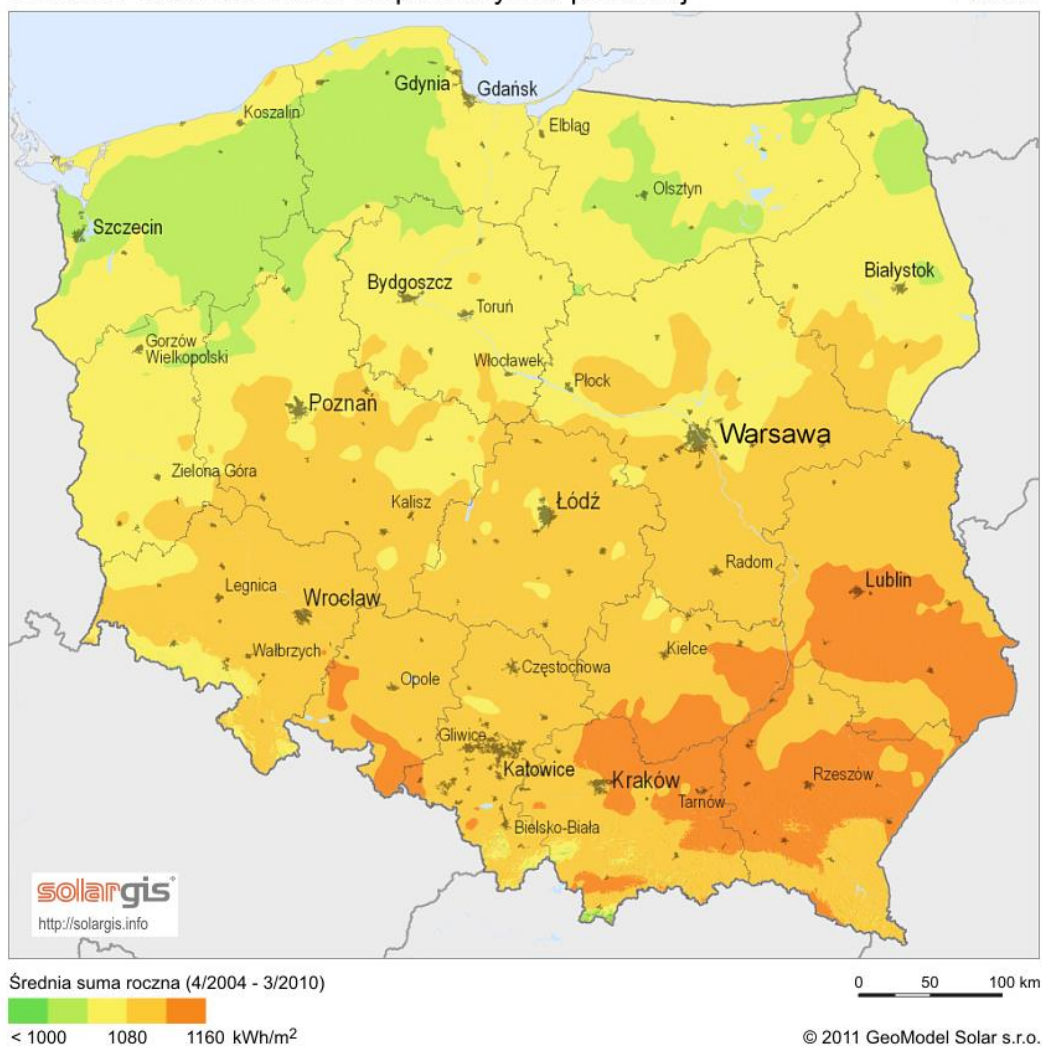 Gdynia
Gdańsk
Koszalin
Elbląg
Olsztyn
Szczecin
Białystok
Bydgoszcz
Toruń
Gorzów
Wielkopolski
Włocławek
Płock
Poznań
Warsawa
Zielona Góra
Kalisz
Łódź
Radom
Lublin
Legnica
Wrocław
Wałbrzych
Kielce
Opole
Częstochowa
Gliwice
Katowice
Kraków
Tarnów
Rzeszów
Bielsko-Biała
solargis
http://solargis.info
Średnia suma roczna (4/2004 - 3/2010)
0 50 100 km
< 1000 1080 1160 kWh/m²
© 2011 GeoModel Solar s.r.o.